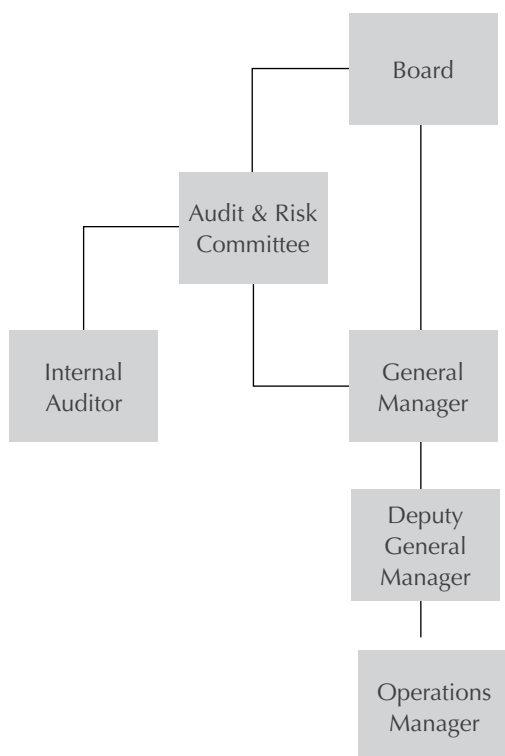 Board
Audit & Risk
Committee
Internal
Auditor
General
Manager
Deputy
General
Manager
Operations
Manager